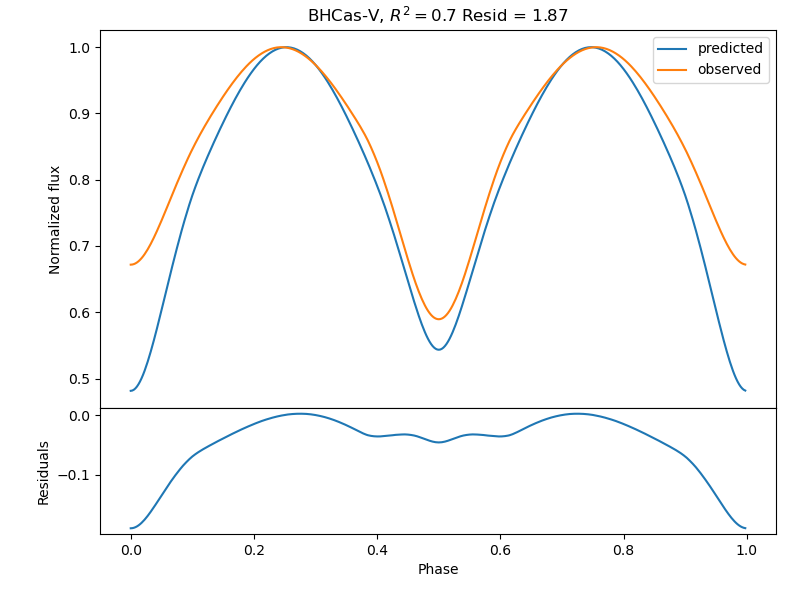 BHCas-V, R² = 0.7 Resid = 1.87
predicted
observed
Normalized flux
1.0
0.9
0.8
0.7
0.6
0.5
Residuals
0.0
−0.1
0.0 0.2 0.4 0.6 0.8 1.0
Phase